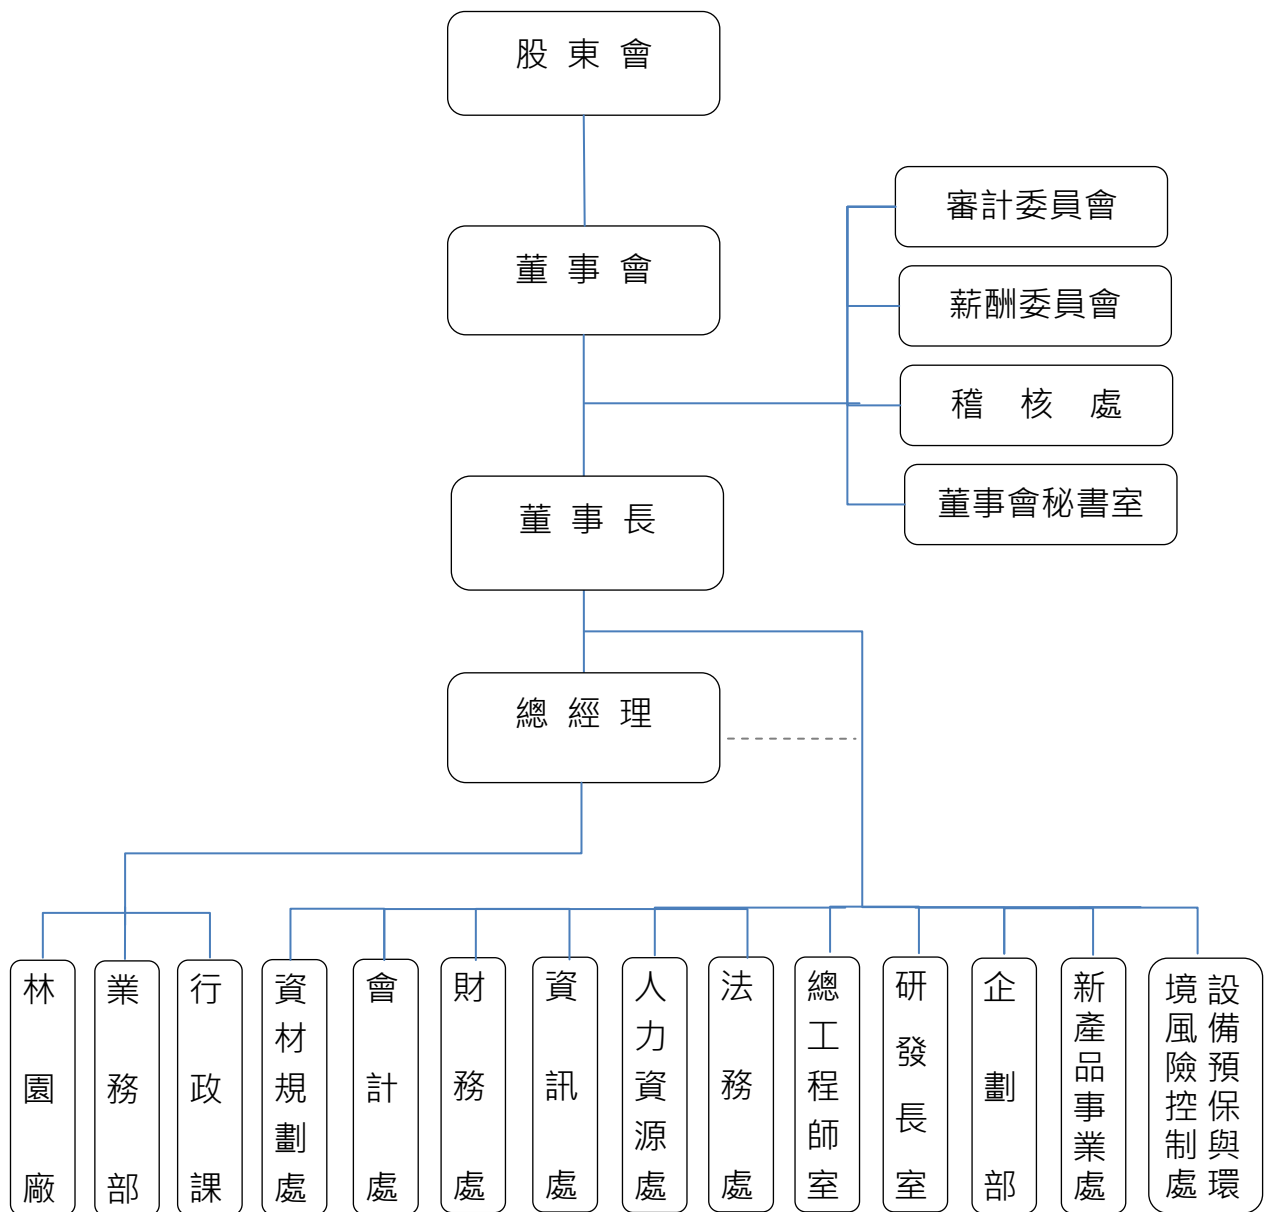 股東會
審計委員會
董事會
薪酬委員會
稽核處
董事會秘書室
董事長
總經理
林園廠
業務部
行政課
資材規劃處
會計處
財務處
資訊處
人力資源處
法務處
總工程師室
研發長室
企劃部
新產品事業處
設備預保與環
境風險控制處